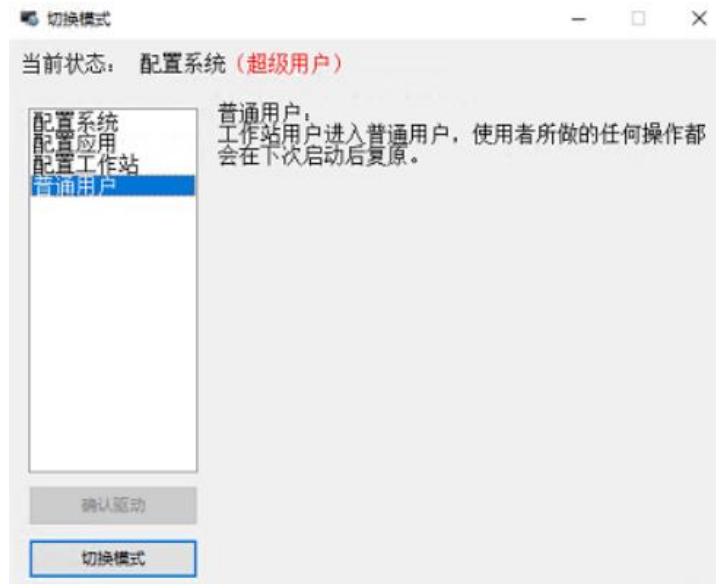 切换模式
当前状态： 配置系统（超级用户）
配置系统
配置应用
配置工作站
普通用户
普通用户，
工作站用户进入普通用户，使用者所做的任何操作都
会在下次启动后复原。
确认驱动
切换模式